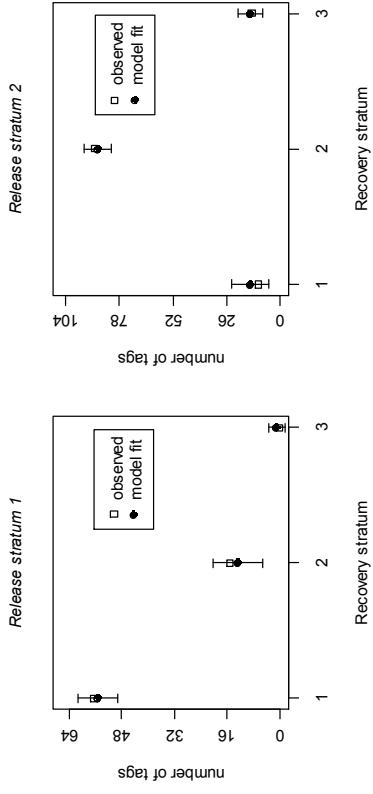 Release stratum 1
observed
model fit
64
48
32
16
0
number of tags
1
2
3
Recovery stratum
Release stratum 2
observed
model fit
104
78
52
26
0
number of tags
1
2
3
Recovery stratum